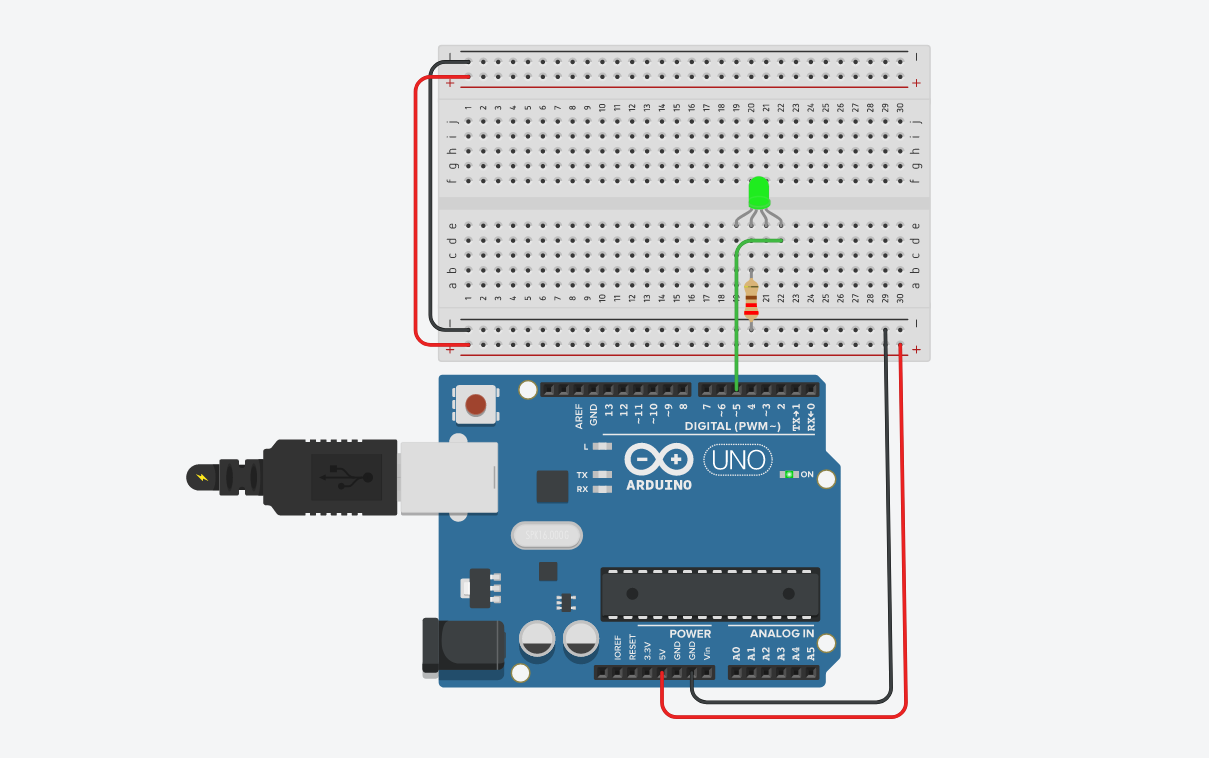 − −
+ +
1 2 3 4 5 6 7 8 9 10 11 12 13 14 15 16 17 18 19 20 21 22 23 24 25 26 27 28 29 30
j j
i i
h h
g g
f f
e e
d d
c c
b b
a a
1 2 3 4 5 6 7 8 9 10 11 12 13 14 15 16 17 18 19 20 21 22 23 24 25 26 27 28 29 30
− −
+ +
AREF GND 13 12 ~11 ~10 ~9 8 7 ~6 ~5 4 ~3 2 TX→1 RX←0
DIGITAL (PWM~)
L
TX
RX
UNO
ARDUINO
ON
POWER ANALOG IN
IOREF RESET 3.3V 5V GND GND Vin A0 A1 A2 A3 A4 A5